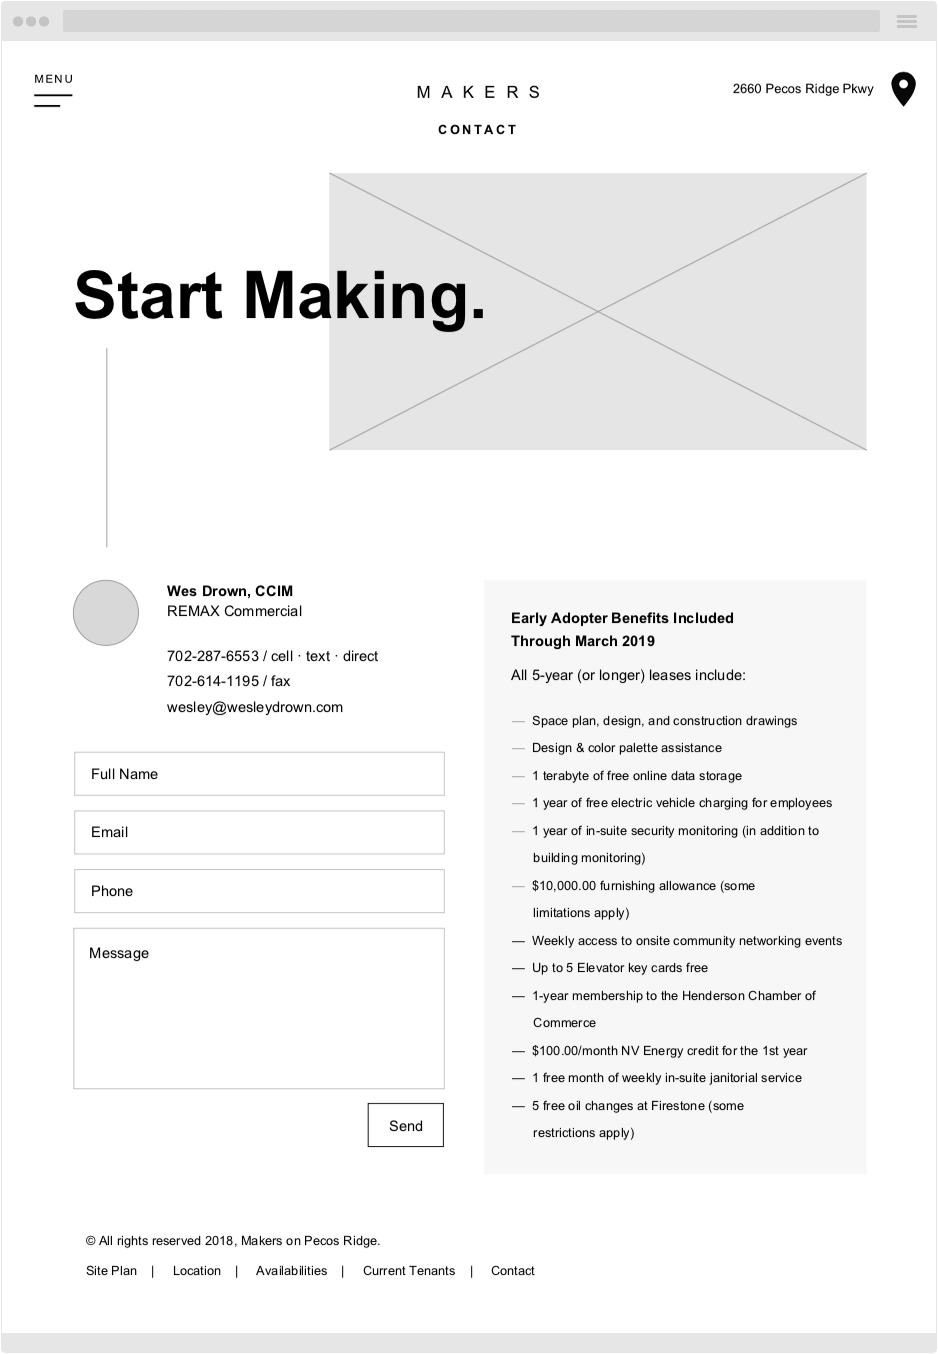 MENU
MAKERS
2660 Pecos Ridge Pkwy
CONTACT
Start Making.
Wes Drown, CCIM
REMAX Commercial
702-287-6553 / cell · text · direct
702-614-1195 / fax
wesley@wesleydrown.com
Full Name
Email
Phone
Message
Send
Early Adopter Benefits Included
Through March 2019
All 5-year (or longer) leases include:
— Space plan, design, and construction drawings
— Design & color palette assistance
— 1 terabyte of free online data storage
— 1 year of free electric vehicle charging for employees
— 1 year of in-suite security monitoring (in addition to
building monitoring)
— $10,000.00 furnishing allowance (some
limitations apply)
— Weekly access to onsite community networking events
— Up to 5 Elevator key cards free
— 1-year membership to the Henderson Chamber of
Commerce
— $100.00/month NV Energy credit for the 1st year
— 1 free month of weekly in-suite janitorial service
— 5 free oil changes at Firestone (some
restrictions apply)
© All rights reserved 2018, Makers on Pecos Ridge.
Site Plan | Location | Availabilities | Current Tenants | Contact